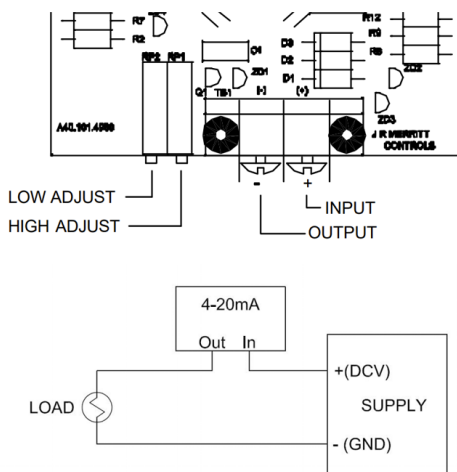 R7
R2
RP2 RP1
Q1
ZD1
Q1 TB1
D3
D2
D1
(-) (+)
R12
R9
R8
ZD2
ZD3
J R MERRITT
CONTROLS
- +
LOW ADJUST
HIGH ADJUST
INPUT
OUTPUT
4-20mA
Out In
+(DCV)
LOAD
SUPPLY
- (GND)